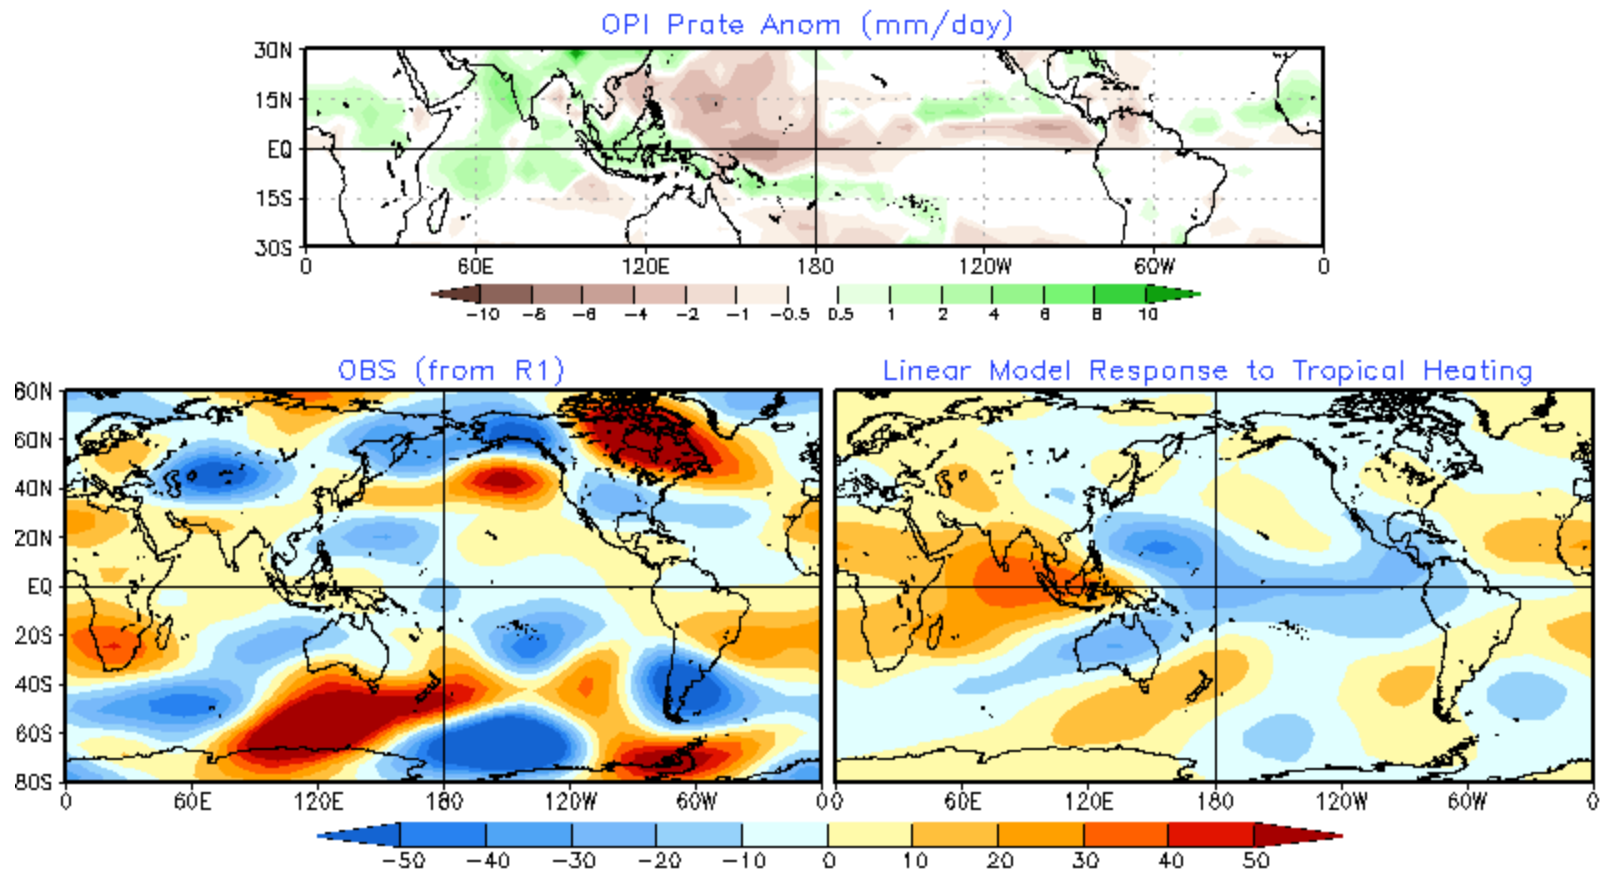 OPI Prate Anom (mm/day)
30N
15N
EQ
15S
30S
0 60E 120E 180 120W 60W 0
-10 -8 -6 -4 -2 -1 -0.5 0.5 1 2 4 6 8 10
OBS (from R1) Linear Model Response to Tropical Heating
80N
60N
40N
20N
EQ
20S
40S
60S
80S
0 60E 120E 180 120W 60W 0 0 60E 120E 180 120W 60W 0
-50 -40 -30 -20 -10 0 10 20 30 40 50